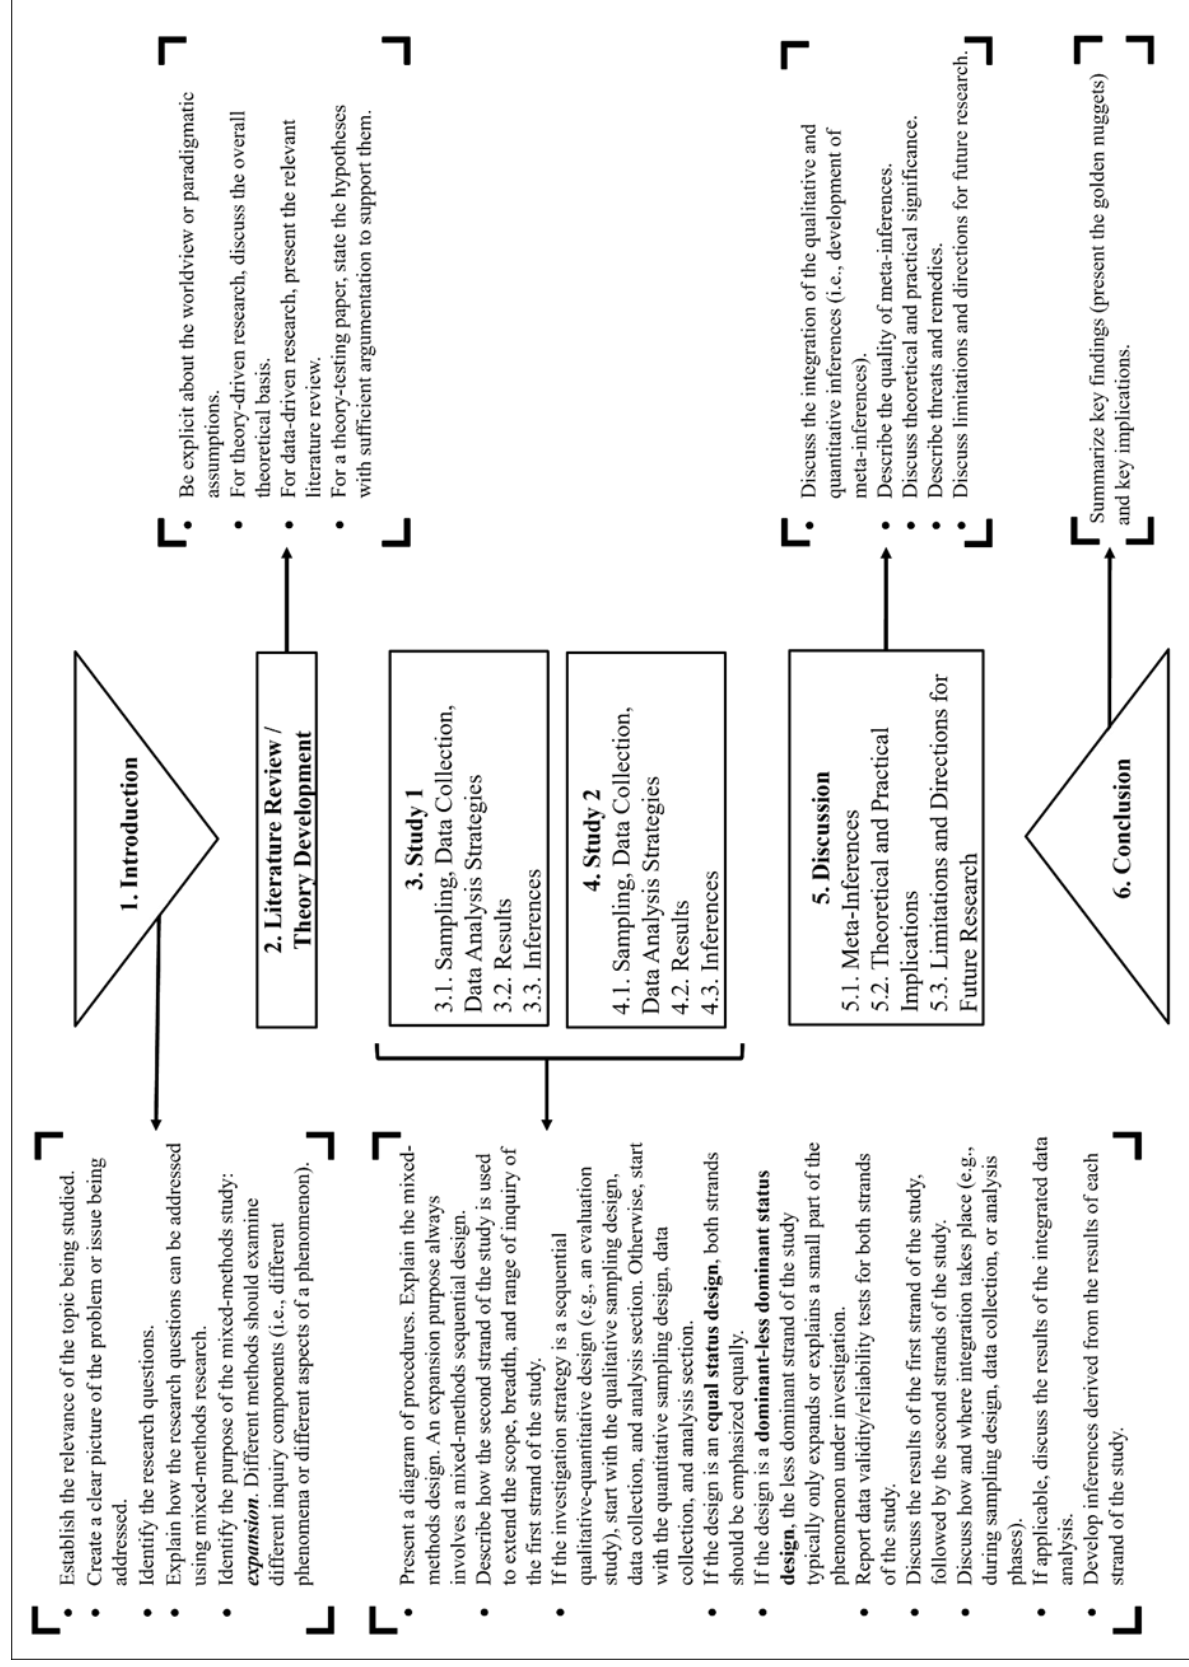 • Establish the relevance of the topic being studied.
• Create a clear picture of the problem or issue being
addressed.
• Identify the research questions.
• Explain how the research questions can be addressed
using mixed-methods research.
• Identify the purpose of the mixed-methods study:
expansion. Different methods should examine
different inquiry components (i.e., different
phenomena or different aspects of a phenomenon).
1. Introduction
2. Literature Review /
Theory Development
• Be explicit about the worldview or paradigmatic
assumptions.
• For theory-driven research, discuss the overall
theoretical basis.
• For data-driven research, present the relevant
literature review.
• For a theory-testing paper, state the hypotheses
with sufficient argumentation to support them.
• Present a diagram of procedures. Explain the mixed-
methods design. An expansion purpose always
involves a mixed-methods sequential design.
• Describe how the second strand of the study is used
to extend the scope, breadth, and range of inquiry of
the first strand of the study.
• If the investigation strategy is a sequential
qualitative-quantitative design (e.g., an evaluation
study), start with the qualitative sampling design,
data collection, and analysis section. Otherwise, start
with the quantitative sampling design, data
collection, and analysis section.
• If the design is an equal status design, both strands
should be emphasized equally.
• If the design is a dominant-less dominant status
design, the less dominant strand of the study
typically only expands or explains a small part of the
phenomenon under investigation.
• Report data validity/reliability tests for both strands
of the study.
• Discuss the results of the first strand of the study,
followed by the second strands of the study.
• Discuss how and where integration takes place (e.g.,
during sampling design, data collection, or analysis
phases).
• If applicable, discuss the results of the integrated data
analysis.
• Develop inferences derived from the results of each
strand of the study.
3. Study 1
3.1. Sampling, Data Collection,
Data Analysis Strategies
3.2. Results
3.3. Inferences
4. Study 2
4.1. Sampling, Data Collection,
Data Analysis Strategies
4.2. Results
4.3. Inferences
5. Discussion
5.1. Meta-Inferences
5.2. Theoretical and Practical
Implications
5.3. Limitations and Directions for
Future Research
• Discuss the integration of the qualitative and
quantitative inferences (i.e., development of
meta-inferences).
• Describe the quality of meta-inferences.
• Discuss theoretical and practical significance.
• Describe threats and remedies.
• Discuss limitations and directions for future research.
6. Conclusion
Summarize key findings (present the golden nuggets)
and key implications.